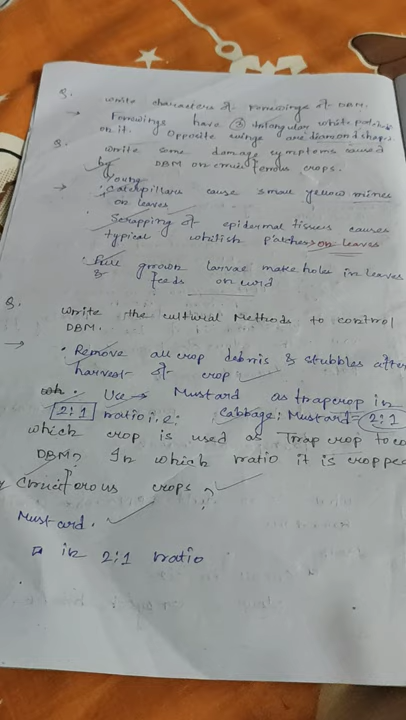 Q. Write characters of Forewings of DBM.
→ Forewings have ③ triangular white patches
on it. Opposite wings are diamond shape
Q. Write some damage symptoms caused
by DBM on cruciferous crops.
Young
→ • Caterpillars cause small yellow mines
on leaves
• Scrapping of epidermal tissues causes
typical whitish patches on leaves
• Full grown larvae make holes in leaves
& feeds on curd
Q. Write the cultural Methods to control
DBM.
→ • Remove all crop debris & stubbles after
harvest of crop
• Use → Mustard as trap crop in
2:1 ratio i.e: Cabbage: Mustard = 2:1
which crop is used as Trap crop to co
DBM? In which ratio it is cropped
Cruciferous crops?
Mustard.
in 2:1 ratio